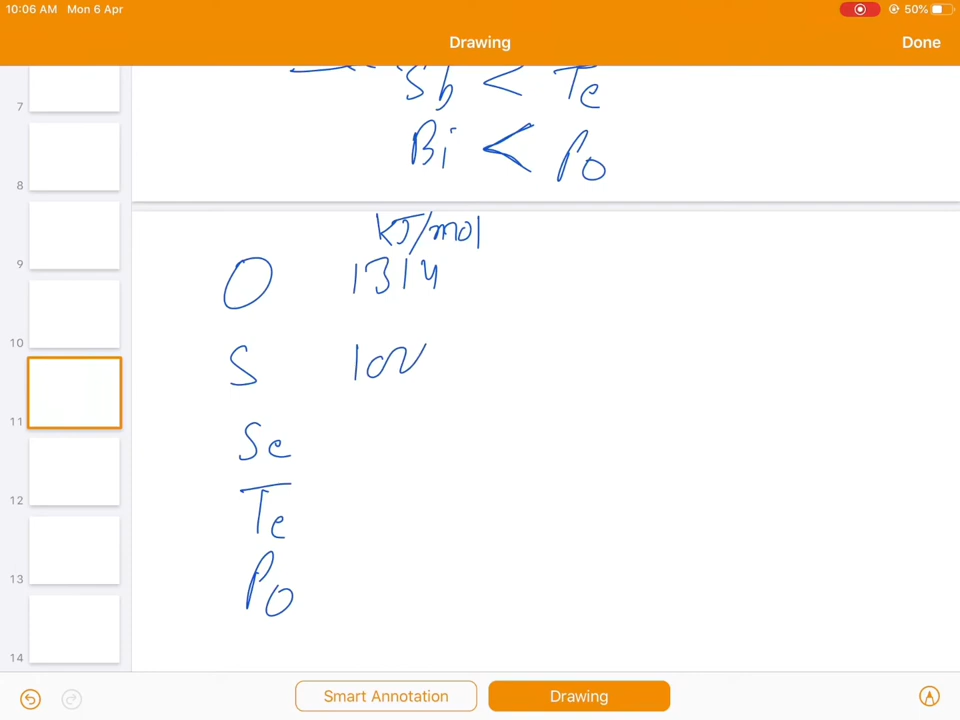 10:06 AM Mon 6 Apr
50%
Drawing
Done
Sb < Te
Bi < Po
kJ/mol
O 1314
S
Se
Te
Po
7
8
9
10
11
12
13
14
Smart Annotation
Drawing